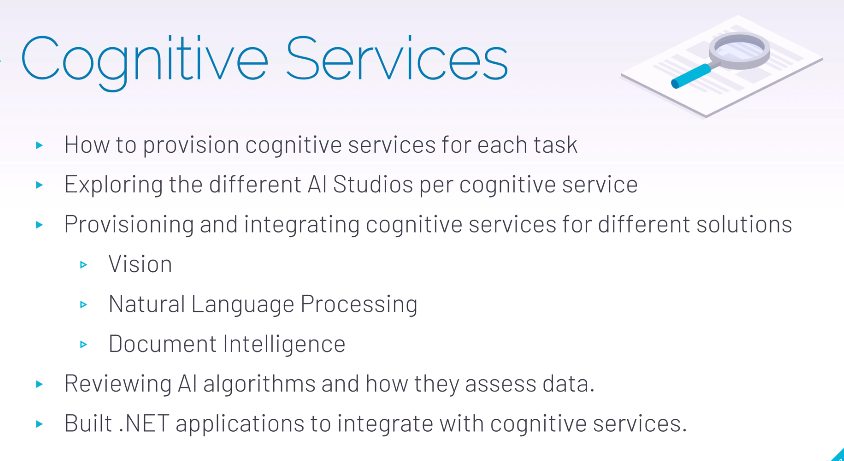 Cognitive Services
How to provision cognitive services for each task
Exploring the different AI Studios per cognitive service
Provisioning and integrating cognitive services for different solutions
Vision
Natural Language Processing
Document Intelligence
Reviewing AI algorithms and how they assess data.
Built .NET applications to integrate with cognitive services.